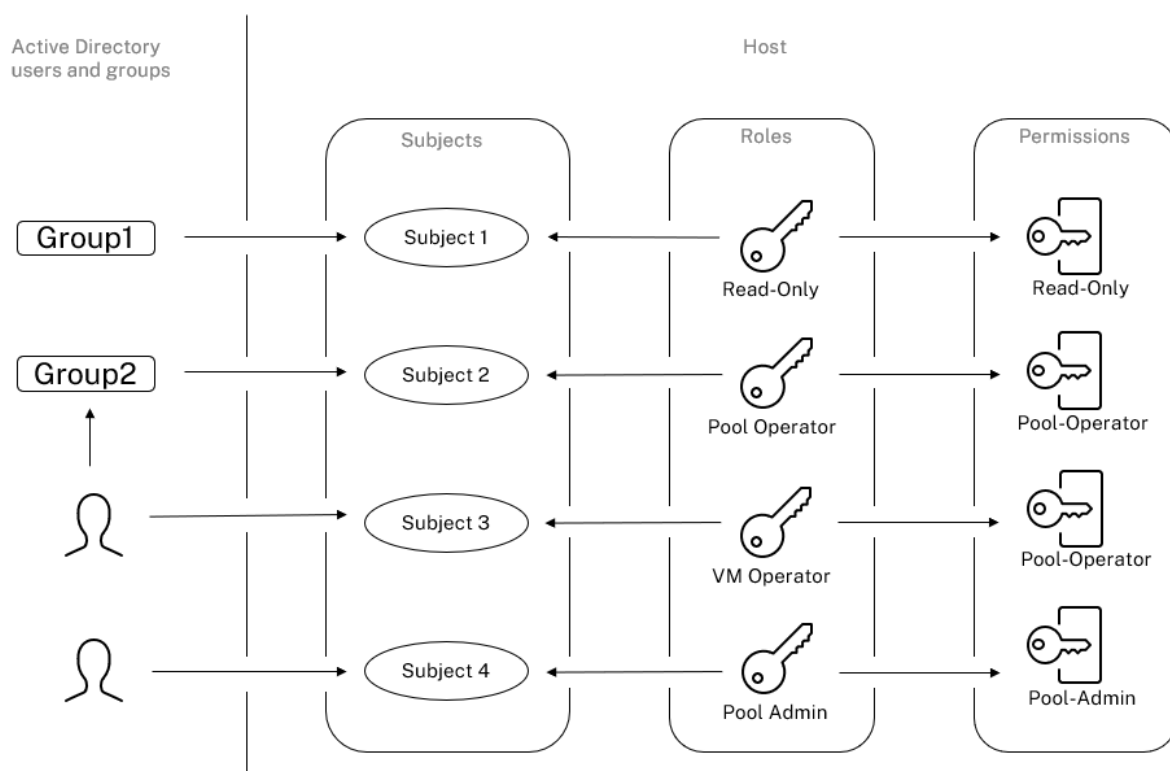 Active Directory
users and groups
Host
Subjects
Roles
Permissions
Group1
Subject 1
Read-Only
Read-Only
Group2
Subject 2
Pool Operator
Pool-Operator
Subject 3
VM Operator
Pool-Operator
Subject 4
Pool Admin
Pool-Admin